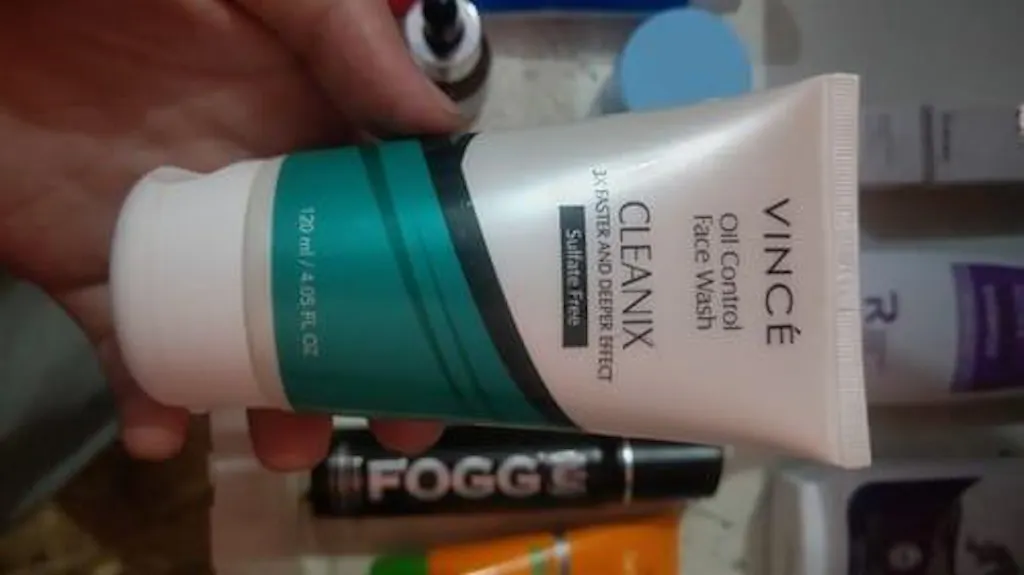 VINCÉ
Oil Control
Face Wash
CLEANIX
3X FASTER AND DEEPER EFFECT
Sulfate Free
120 ml / 4.05 FL OZ
FOGG